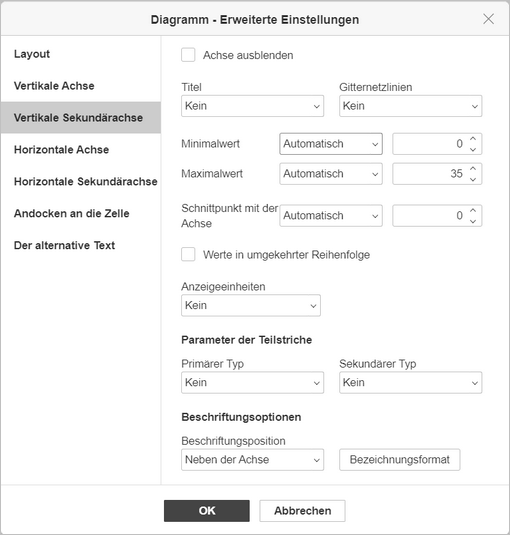 Diagramm - Erweiterte Einstellungen
Layout
Vertikale Achse
Vertikale Sekundärachse
Horizontale Achse
Horizontale Sekundärachse
Andocken an die Zelle
Der alternative Text
Achse ausblenden
Titel Gitternetzlinien
Kein Kein
Minimalwert Automatisch 0
Maximalwert Automatisch 35
Schnittpunkt mit der
Achse Automatisch 0
Werte in umgekehrter Reihenfolge
Anzeigeeinheiten
Kein
Parameter der Teilstriche
Primärer Typ Sekundärer Typ
Kein Kein
Beschriftungsoptionen
Beschriftungsposition
Neben der Achse Bezeichnungsformat
OK Abbrechen